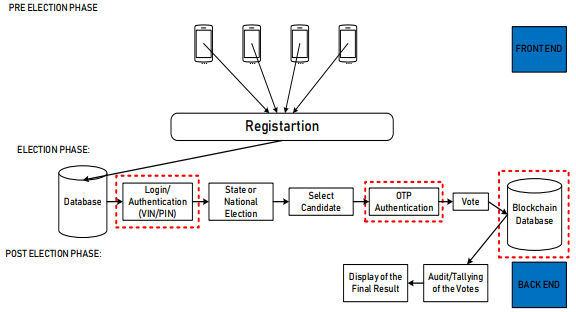 PRE ELECTION PHASE
FRONT END
Registartion
ELECTION PHASE:
Database
Login/
Authentication
(VIN/PIN)
State or
National
Election
Select
Candidate
OTP
Authentication
Vote
Blockchain
Database
POST ELECTION PHASE:
Display of the
Final Result
Audit/Tallying
of the Votes
BACK END